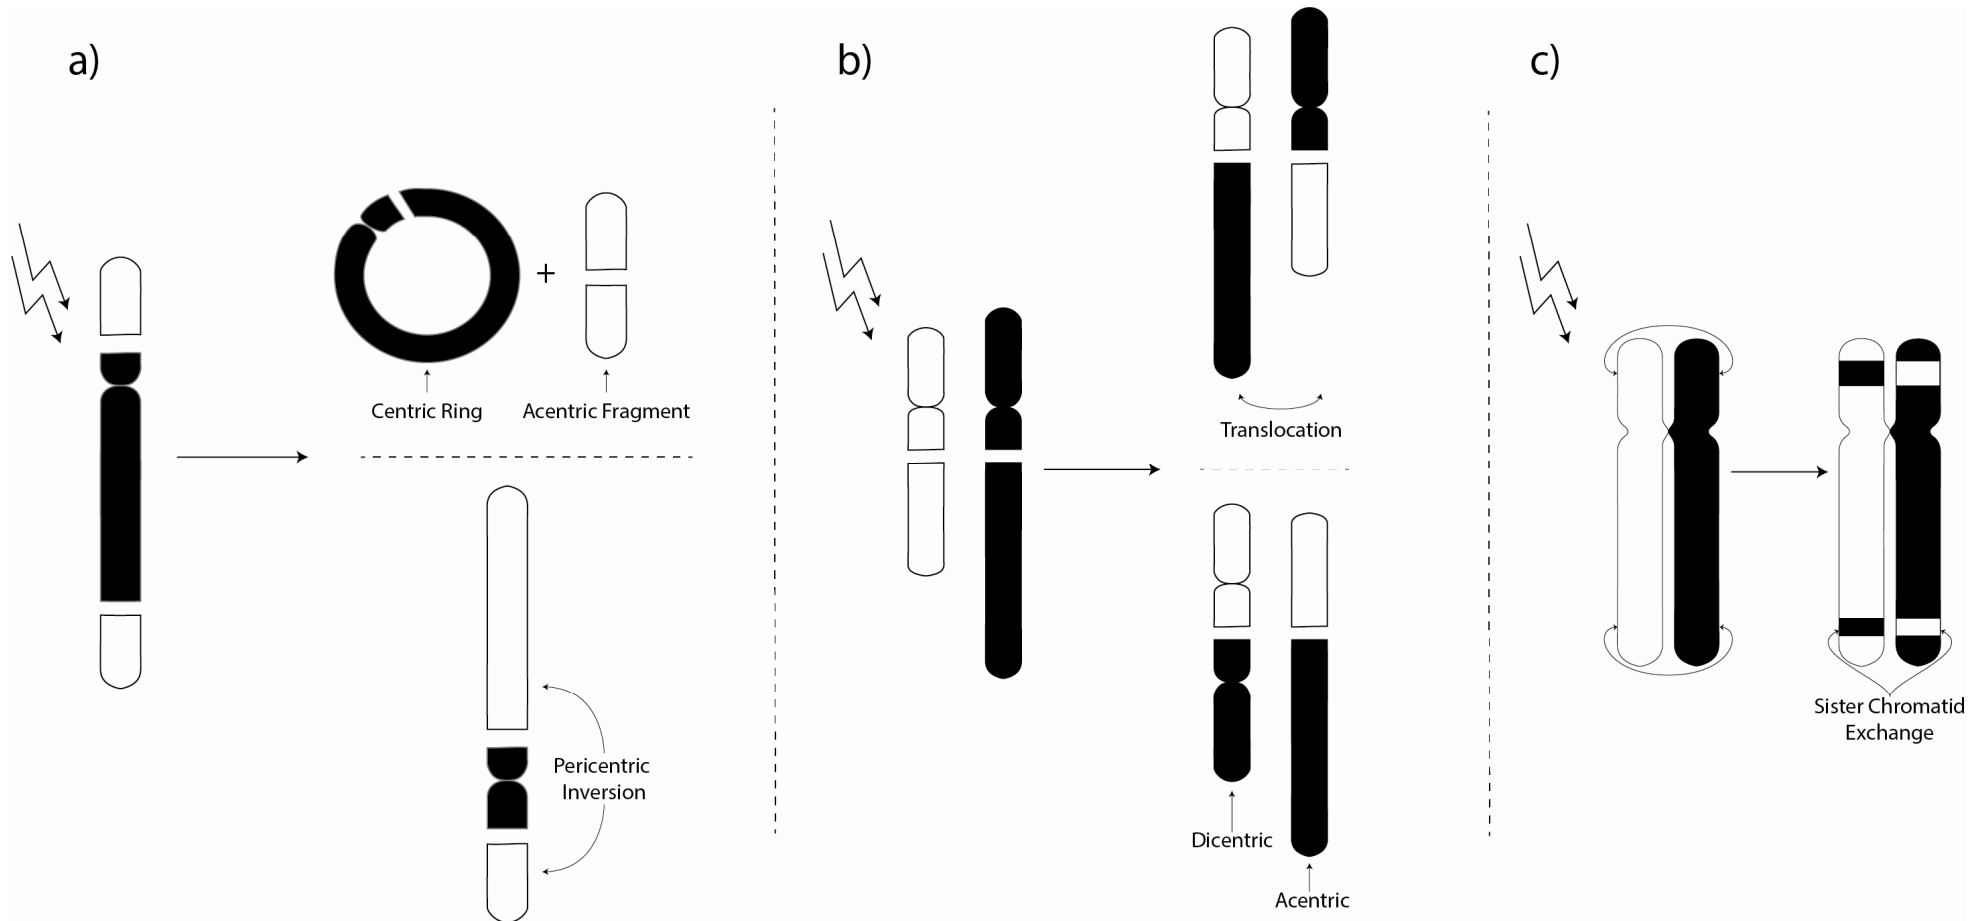 a)
+
Centric Ring
Acentric Fragment
Pericentric
Inversion
b)
Translocation
Dicentric
Acentric
c)
Sister Chromatid
Exchange